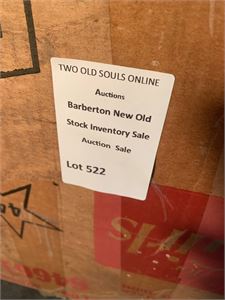 TWO OLD SOULS ONLINE
Auctions
Barberton New Old
Stock Inventory Sale
Auction Sale
Lot 522